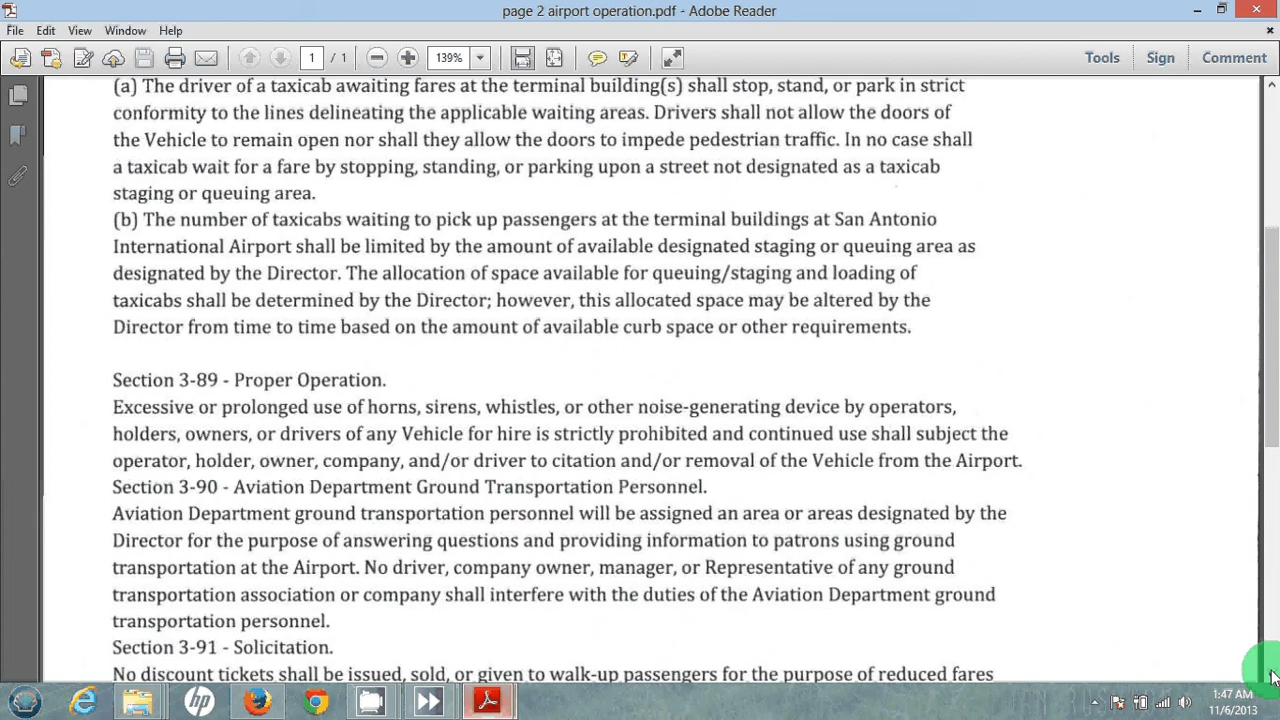 page 2 airport operation.pdf - Adobe Reader
File Edit View Window Help
1 / 1 139% Tools Sign Comment
(a) The driver of a taxicab awaiting fares at the terminal building(s) shall stop, stand, or park in strict
conformity to the lines delineating the applicable waiting areas. Drivers shall not allow the doors of
the Vehicle to remain open nor shall they allow the doors to impede pedestrian traffic. In no case shall
a taxicab wait for a fare by stopping, standing, or parking upon a street not designated as a taxicab
staging or queuing area.
(b) The number of taxicabs waiting to pick up passengers at the terminal buildings at San Antonio
International Airport shall be limited by the amount of available designated staging or queuing area as
designated by the Director. The allocation of space available for queuing/staging and loading of
taxicabs shall be determined by the Director; however, this allocated space may be altered by the
Director from time to time based on the amount of available curb space or other requirements.
Section 3-89 - Proper Operation.
Excessive or prolonged use of horns, sirens, whistles, or other noise-generating device by operators,
holders, owners, or drivers of any Vehicle for hire is strictly prohibited and continued use shall subject the
operator, holder, owner, company, and/or driver to citation and/or removal of the Vehicle from the Airport.
Section 3-90 - Aviation Department Ground Transportation Personnel.
Aviation Department ground transportation personnel will be assigned an area or areas designated by the
Director for the purpose of answering questions and providing information to patrons using ground
transportation at the Airport. No driver, company owner, manager, or Representative of any ground
transportation association or company shall interfere with the duties of the Aviation Department ground
transportation personnel.
Section 3-91 - Solicitation.
No discount tickets shall be issued, sold, or given to walk-up passengers for the purpose of reduced fares
hp
1:47 AM
11/6/2013